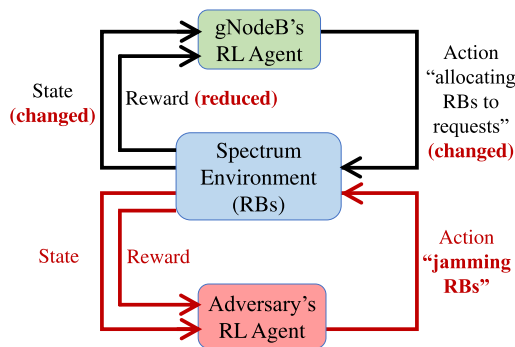 gNodeB's
RL Agent
State
(changed)
Reward (reduced)
Action
“allocating
RBs to
requests”
(changed)
Spectrum
Environment
(RBs)
State
Reward
Action
“jamming
RBs”
Adversary's
RL Agent